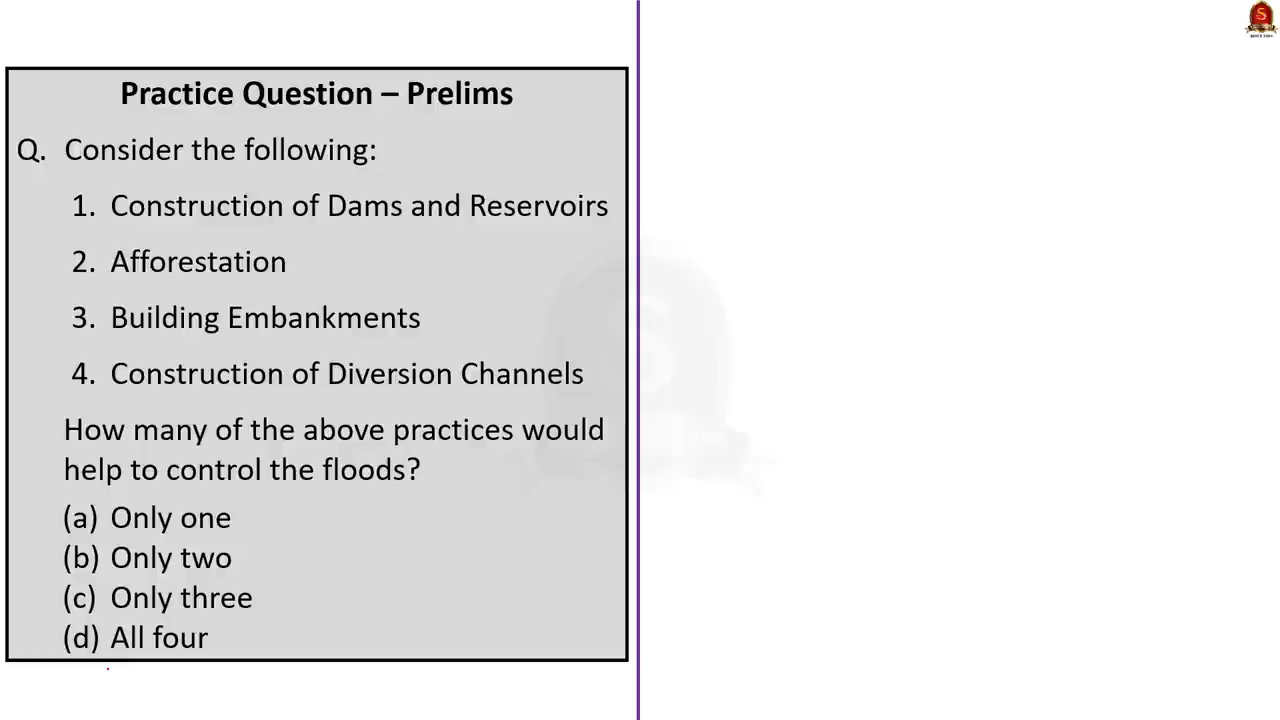 Practice Question – Prelims
Q. Consider the following:
1. Construction of Dams and Reservoirs
2. Afforestation
3. Building Embankments
4. Construction of Diversion Channels
How many of the above practices would
help to control the floods?
(a) Only one
(b) Only two
(c) Only three
(d) All four
S
S